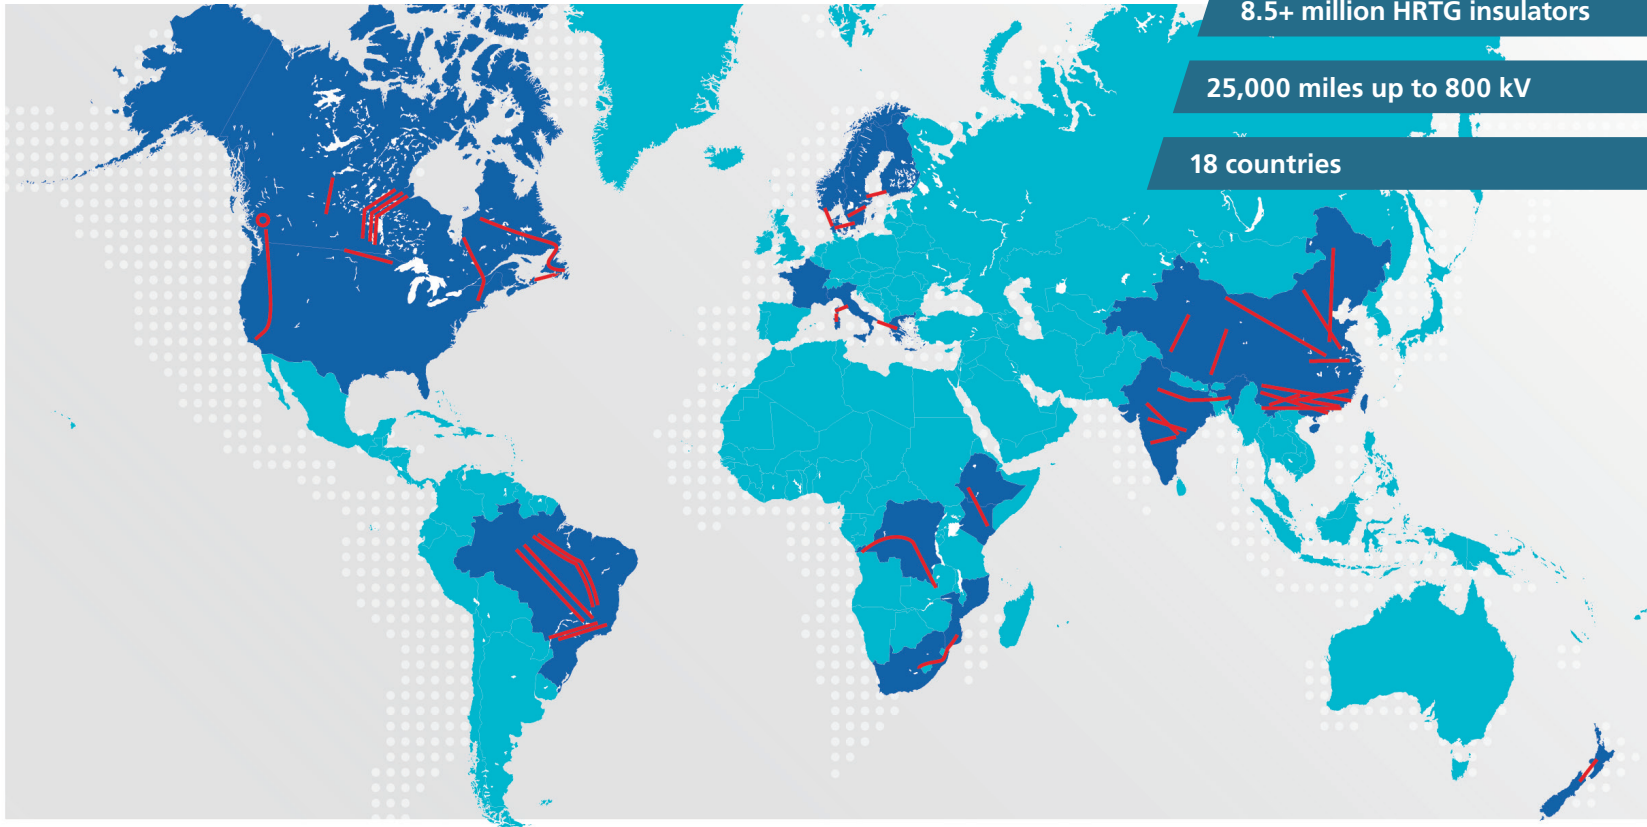 8.5+ million HRTG insulators
25,000 miles up to 800 kV
18 countries